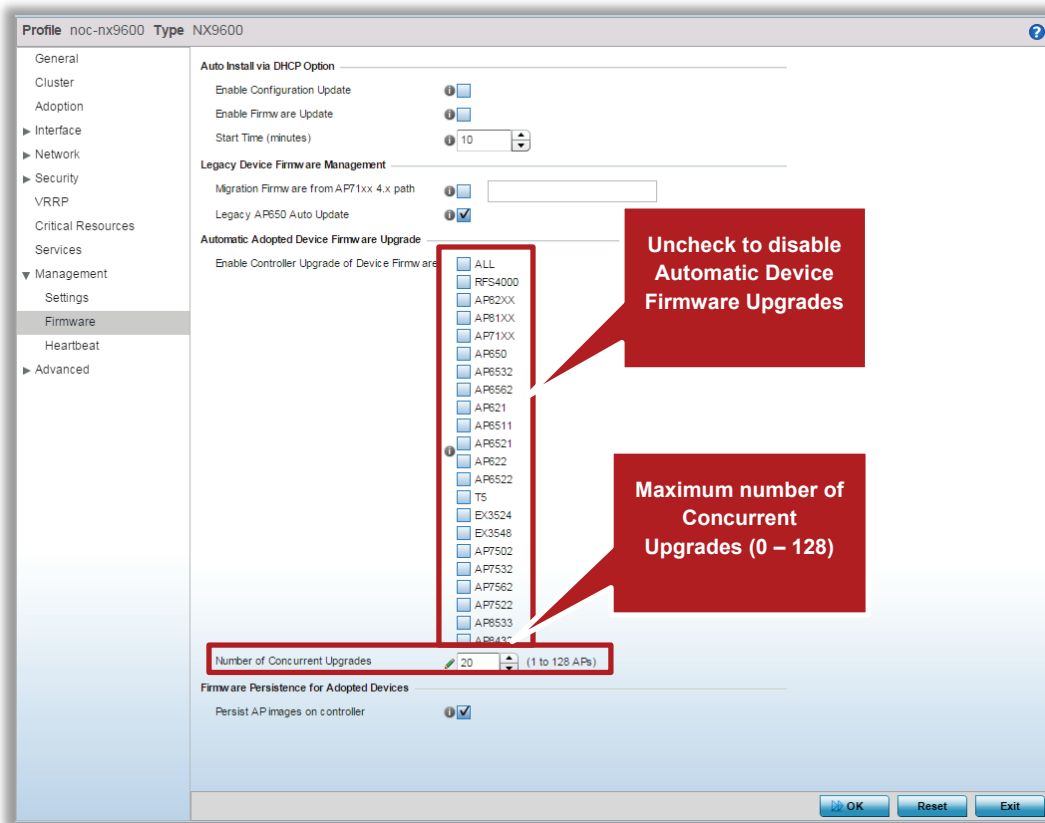 Profile noc-nx9600 Type NX9600
General
Cluster
Adoption
Interface
Network
Security
VRRP
Critical Resources
Services
Management
Settings
Firmware
Heartbeat
Advanced
Auto Install via DHCP Option
Enable Configuration Update
Enable Firmware Update
Start Time (minutes) 10
Legacy Device Firmware Management
Migration Firmware from AP71xx 4.x path
Legacy AP650 Auto Update
Automatic Adopted Device Firmware Upgrade
Enable Controller Upgrade of Device Firmware
ALL
RFS4000
AP82XX
AP81XX
AP71XX
AP650
AP6532
AP6562
AP621
AP6511
AP6521
AP622
AP6522
T5
EX3524
EX3548
AP7502
AP7532
AP7562
AP7522
AP8533
AP8432
Number of Concurrent Upgrades 20 (1 to 128 APs)
Firmware Persistence for Adopted Devices
Persist AP images on controller
Uncheck to disable
Automatic Device
Firmware Upgrades
Maximum number of
Concurrent
Upgrades (0 – 128)
OK Reset Exit